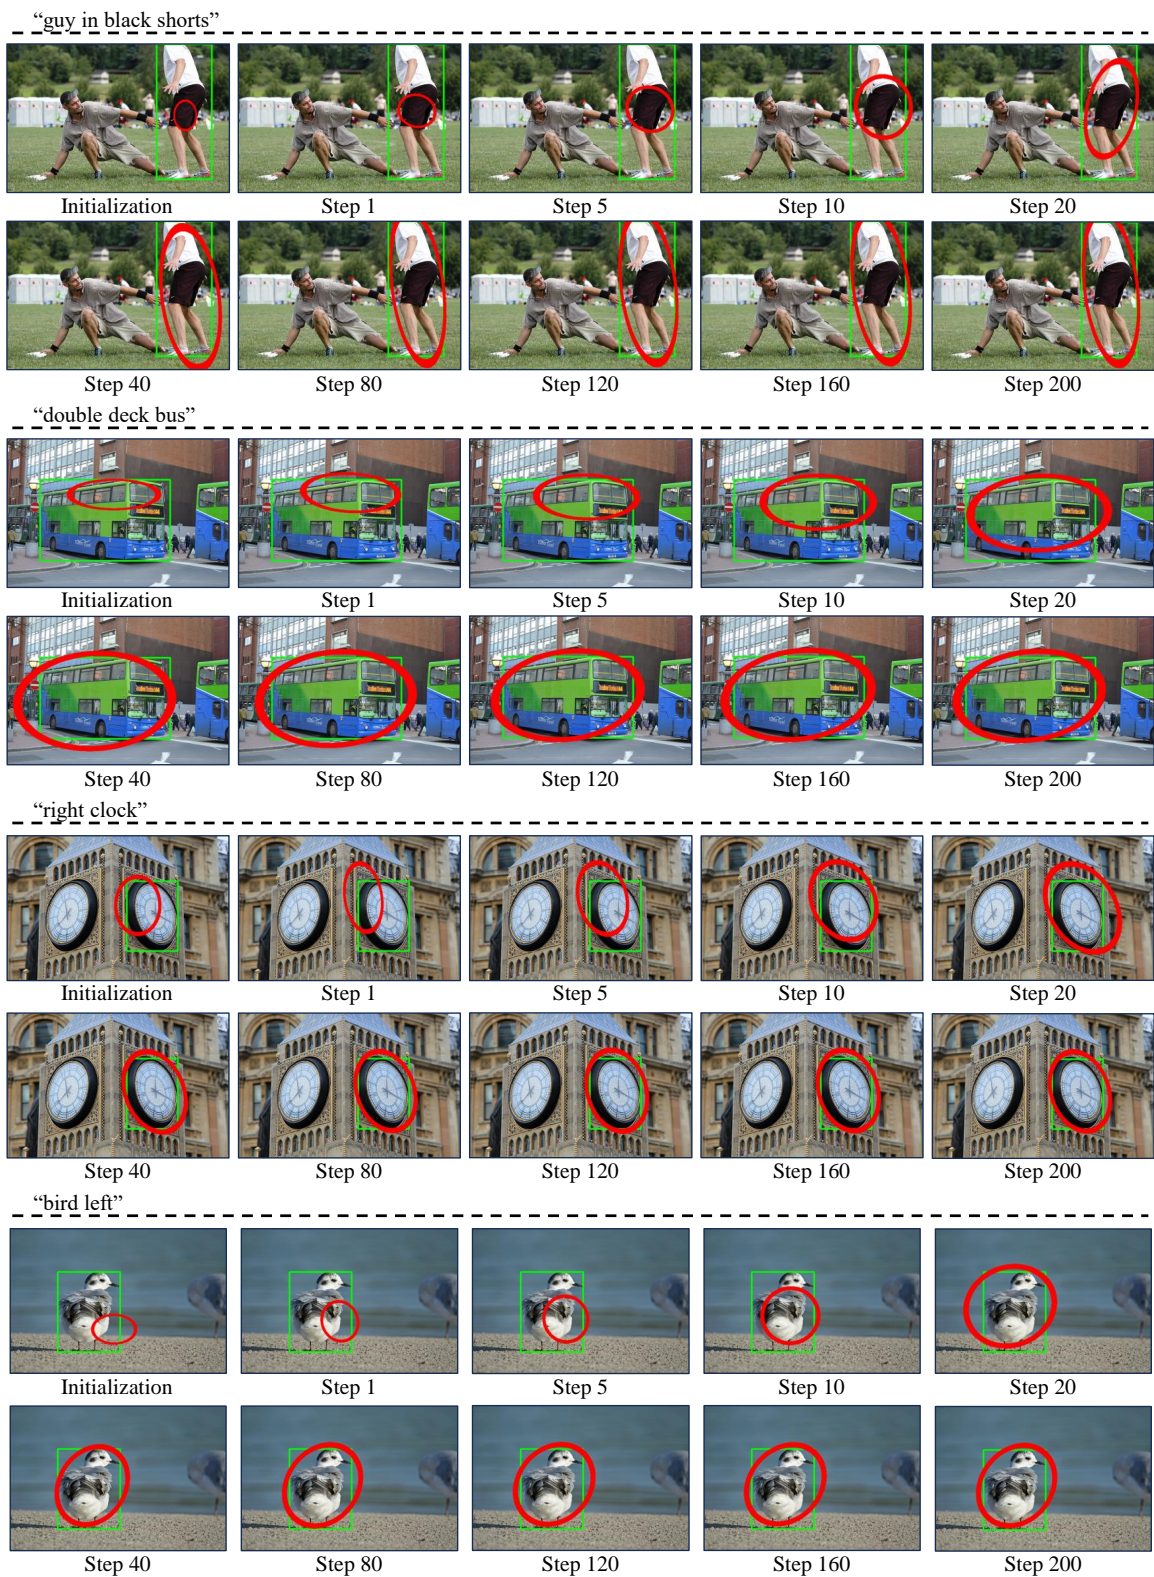 “guy in black shorts”
Initialization Step 1 Step 5 Step 10 Step 20
Step 40 Step 80 Step 120 Step 160 Step 200
“double deck bus”
Initialization Step 1 Step 5 Step 10 Step 20
Step 40 Step 80 Step 120 Step 160 Step 200
“right clock”
Initialization Step 1 Step 5 Step 10 Step 20
Step 40 Step 80 Step 120 Step 160 Step 200
“bird left”
Initialization Step 1 Step 5 Step 10 Step 20
Step 40 Step 80 Step 120 Step 160 Step 200